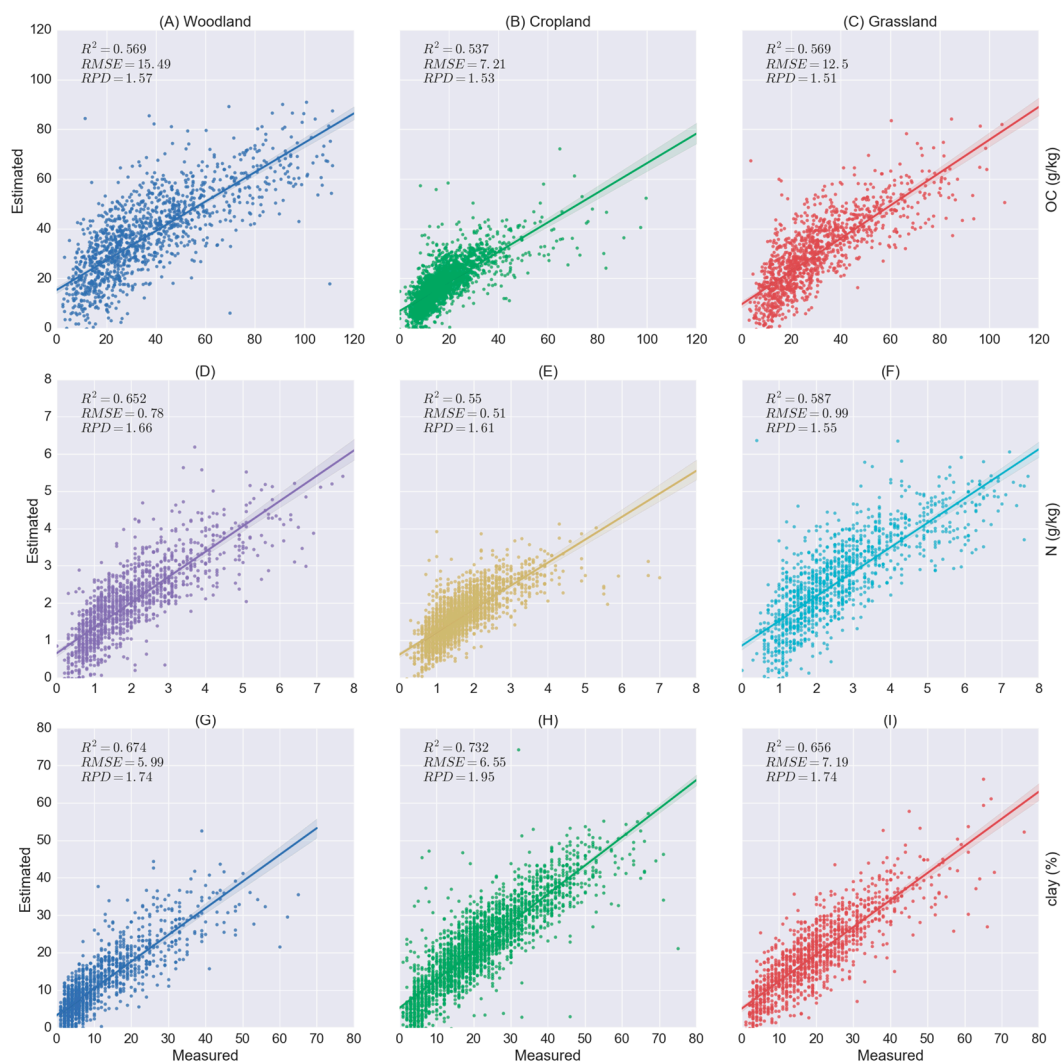 (A) Woodland
(B) Cropland
(C) Grassland
120
100
80
60
40
20
0
Estimated
R² = 0.569
RMSE = 15.49
RPD = 1.57
0 20 40 60 80 100 120
R² = 0.537
RMSE = 7.21
RPD = 1.53
0 20 40 60 80 100 120
R² = 0.569
RMSE = 12.5
RPD = 1.51
0 20 40 60 80 100 120
OC (g/kg)
(D)
(E)
(F)
8
7
6
5
4
3
2
1
0
Estimated
R² = 0.652
RMSE = 0.78
RPD = 1.66
0 1 2 3 4 5 6 7 8
R² = 0.55
RMSE = 0.51
RPD = 1.61
0 1 2 3 4 5 6 7 8
R² = 0.587
RMSE = 0.99
RPD = 1.55
0 1 2 3 4 5 6 7 8
N (g/kg)
(G)
(H)
(I)
80
70
60
50
40
30
20
10
0
Estimated
R² = 0.674
RMSE = 5.99
RPD = 1.74
0 10 20 30 40 50 60 70 80
Measured
R² = 0.732
RMSE = 6.55
RPD = 1.95
0 10 20 30 40 50 60 70 80
Measured
R² = 0.656
RMSE = 7.19
RPD = 1.74
0 10 20 30 40 50 60 70 80
Measured
clay (%)